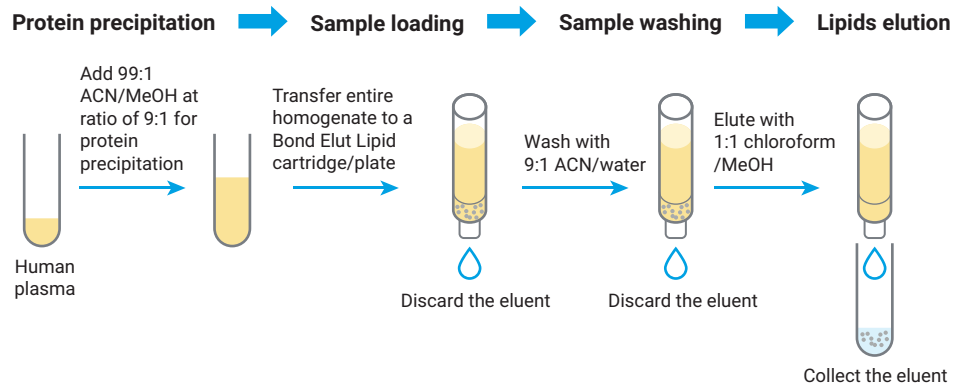 Protein precipitation
Sample loading
Sample washing
Lipids elution
Add 99:1
ACN/MeOH at
ratio of 9:1 for
protein
precipitation
Transfer entire
homogenate to a
Bond Elut Lipid
cartridge/plate
Wash with
9:1 ACN/water
Elute with
1:1 chloroform
/MeOH
Human
plasma
Discard the eluent
Discard the eluent
Collect the eluent